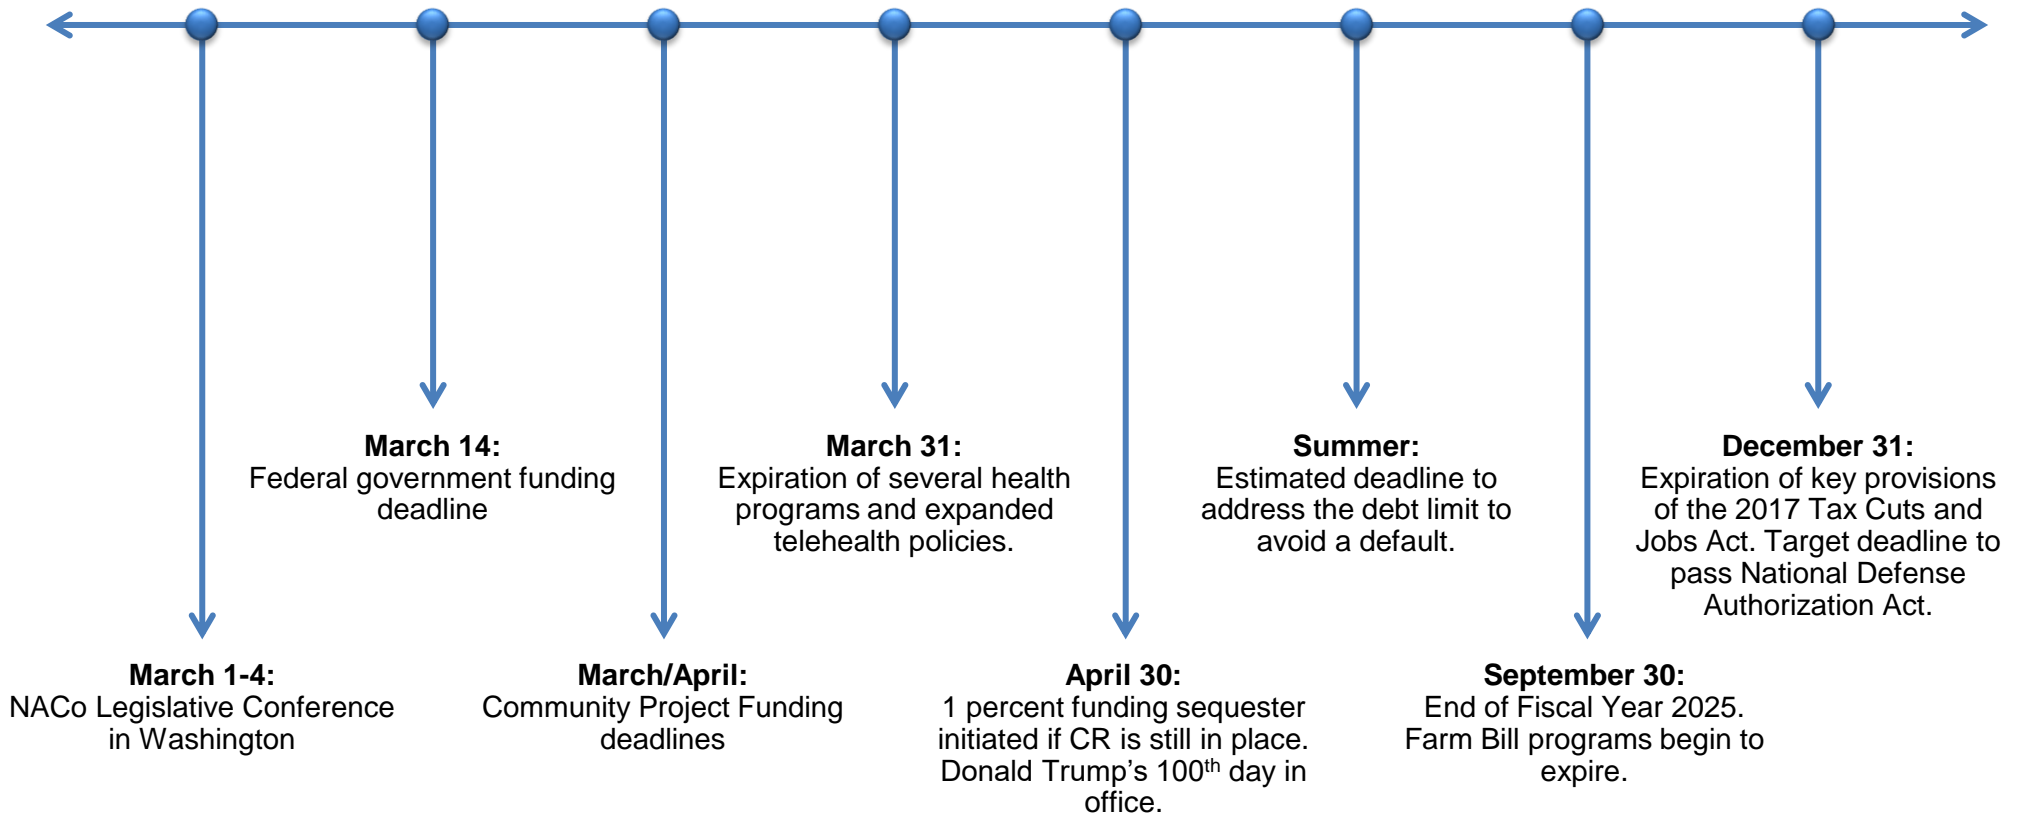 March 14:
Federal government funding
deadline
March 31:
Expiration of several health
programs and expanded
telehealth policies.
Summer:
Estimated deadline to
address the debt limit to
avoid a default.
December 31:
Expiration of key provisions
of the 2017 Tax Cuts and
Jobs Act. Target deadline to
pass National Defense
Authorization Act.
March 1-4:
NACo Legislative Conference
in Washington
March/April:
Community Project Funding
deadlines
April 30:
1 percent funding sequester
initiated if CR is still in place.
Donald Trump’s 100th day in
office.
September 30:
End of Fiscal Year 2025.
Farm Bill programs begin to
expire.